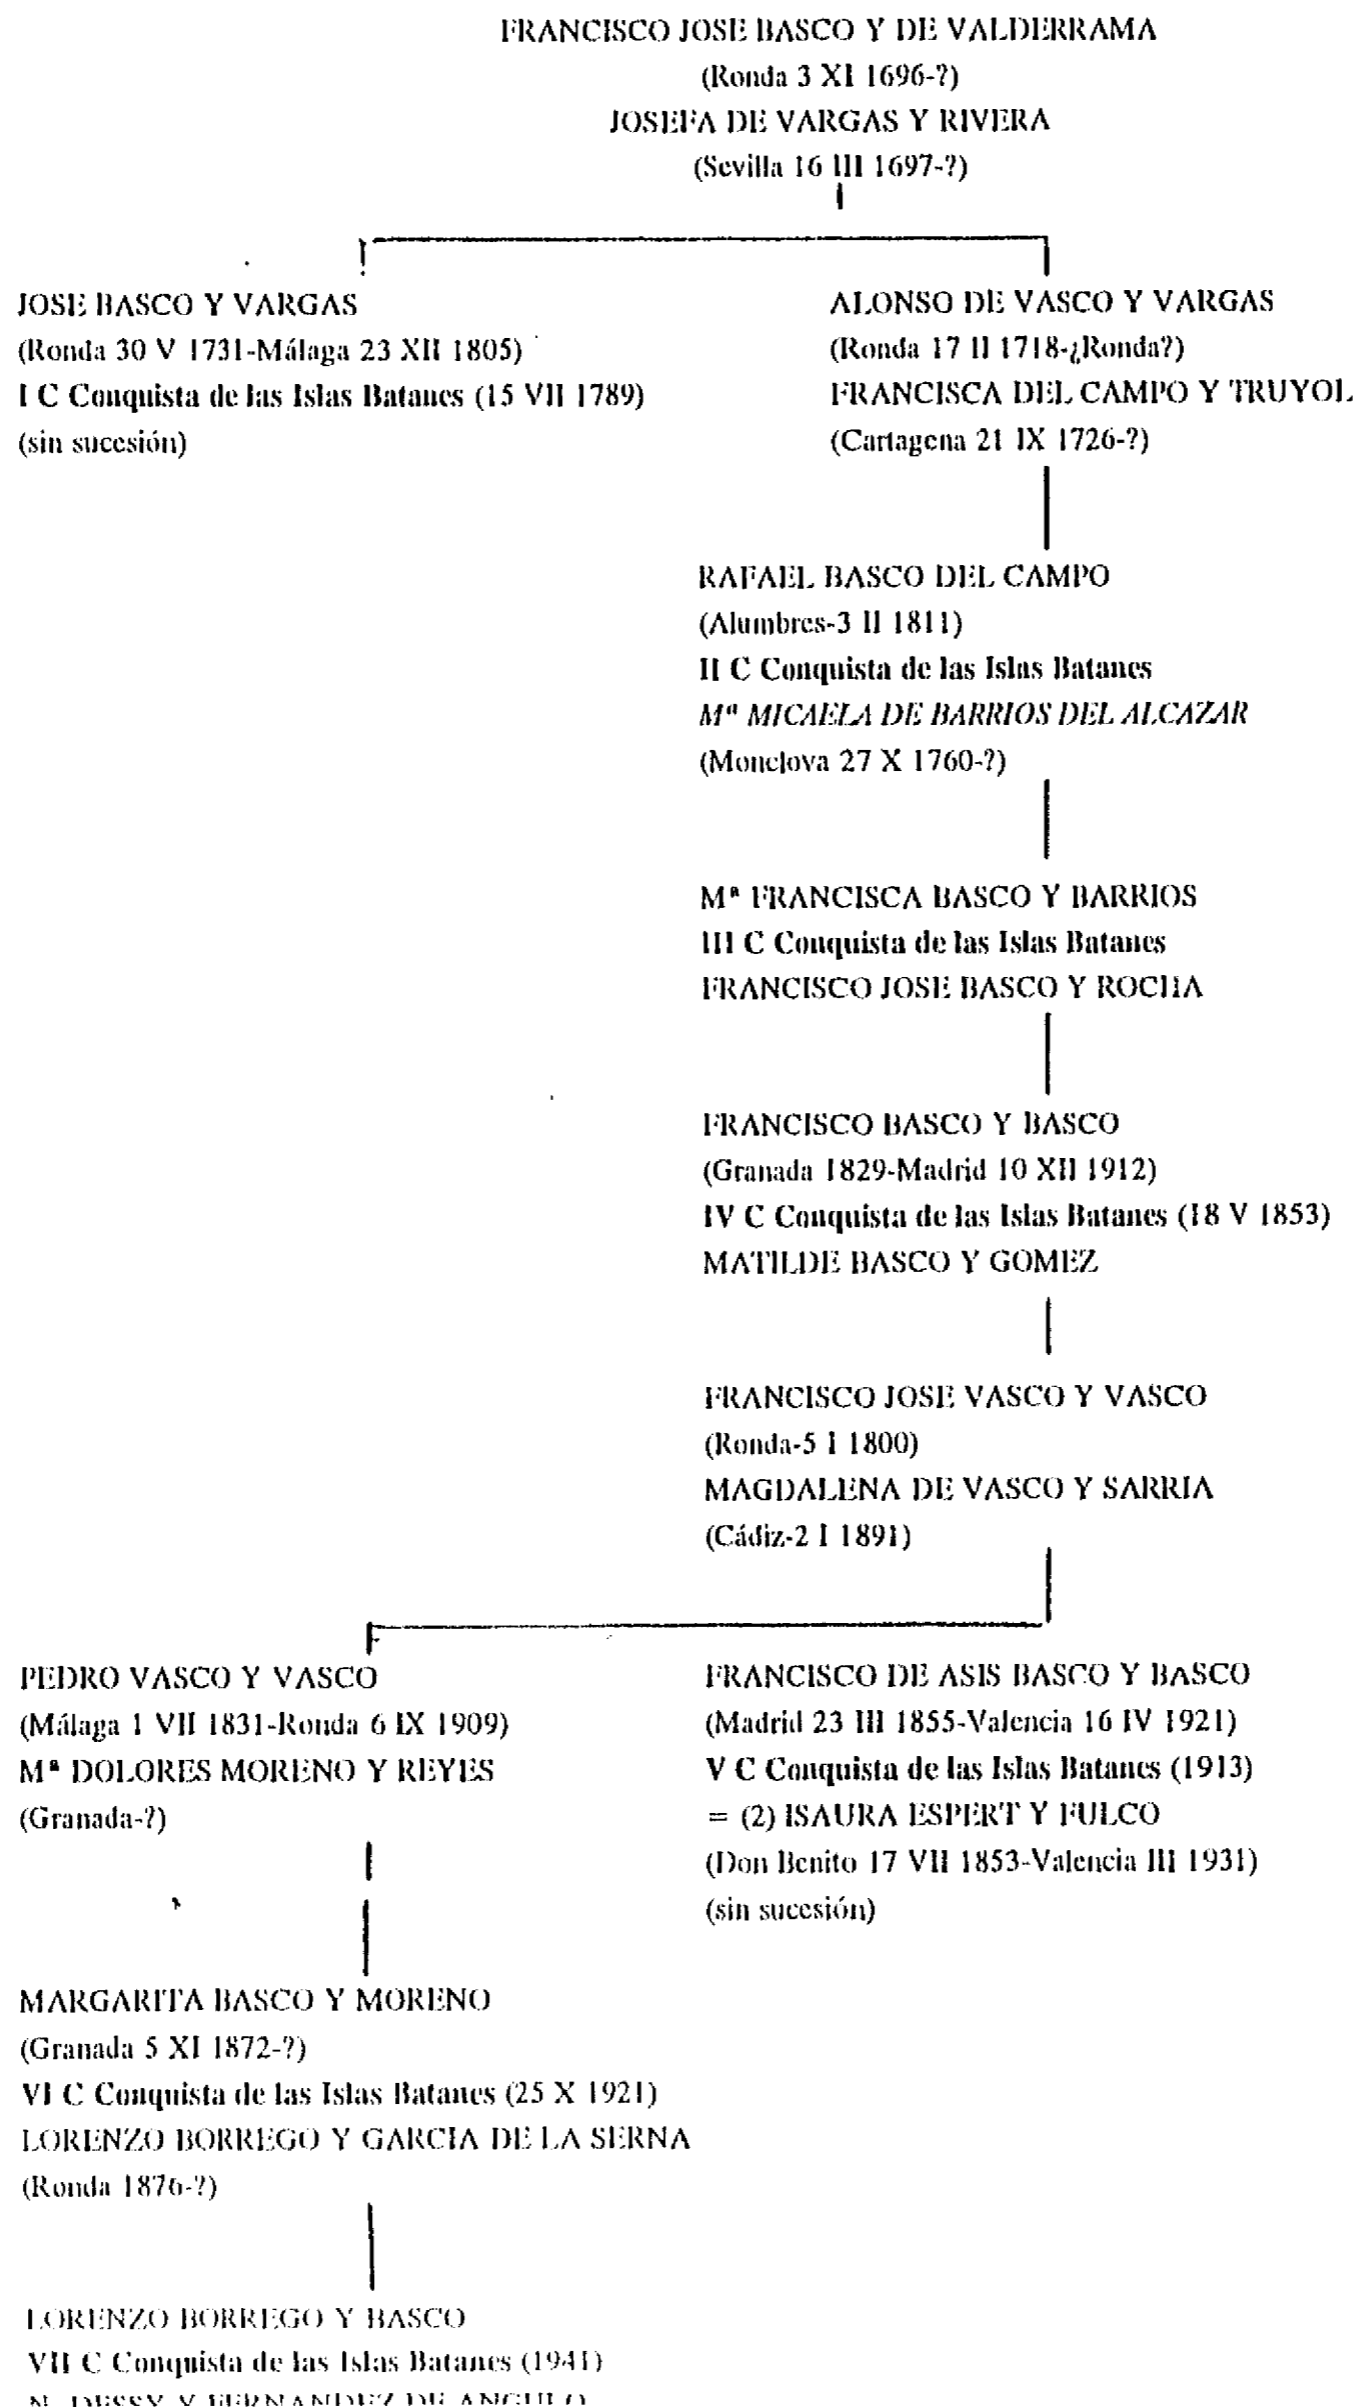 FRANCISCO JOSE BASCO Y DE VALDERRAMA
(Ronda 3 XI 1696-?)
JOSEFA DE VARGAS Y RIVERA
(Sevilla 16 III 1697-?)
JOSE BASCO Y VARGAS
(Ronda 30 V 1731-Málaga 23 XII 1805)
I C Conquista de las Islas Batanes (15 VII 1789)
(sin sucesión)
ALONSO DE VASCO Y VARGAS
(Ronda 17 II 1718-¿Ronda?)
FRANCISCA DEL CAMPO Y TRUYOL
(Cartagena 21 IX 1726-?)
RAFAEL BASCO DEL CAMPO
(Alumbres-3 II 1811)
II C Conquista de las Islas Batanes
Mª MICAELA DE BARRIOS DEL ALCAZAR
(Monclova 27 X 1760-?)
Mª FRANCISCA BASCO Y BARRIOS
III C Conquista de las Islas Batanes
FRANCISCO JOSE BASCO Y ROCHA
FRANCISCO BASCO Y BASCO
(Granada 1829-Madrid 10 XII 1912)
IV C Conquista de las Islas Batanes (18 V 1853)
MATILDE BASCO Y GOMEZ
FRANCISCO JOSE VASCO Y VASCO
(Ronda-5 I 1800)
MAGDALENA DE VASCO Y SARRIA
(Cádiz-2 I 1891)
PEDRO VASCO Y VASCO
(Málaga 1 VII 1831-Ronda 6 IX 1909)
Mª DOLORES MORENO Y REYES
(Granada-?)
FRANCISCO DE ASIS BASCO Y BASCO
(Madrid 23 III 1855-Valencia 16 IV 1921)
V C Conquista de las Islas Batanes (1913)
= (2) ISAURA ESPERT Y FULCO
(Don Benito 17 VII 1853-Valencia III 1931)
(sin sucesión)
MARGARITA BASCO Y MORENO
(Granada 5 XI 1872-?)
VI C Conquista de las Islas Batanes (25 X 1921)
LORENZO BORREGO Y GARCIA DE LA SERNA
(Ronda 1876-?)
LORENZO BORREGO Y BASCO
VII C Conquista de las Islas Batanes (1941)
N. DESSY Y FERNANDEZ DE ANGULO